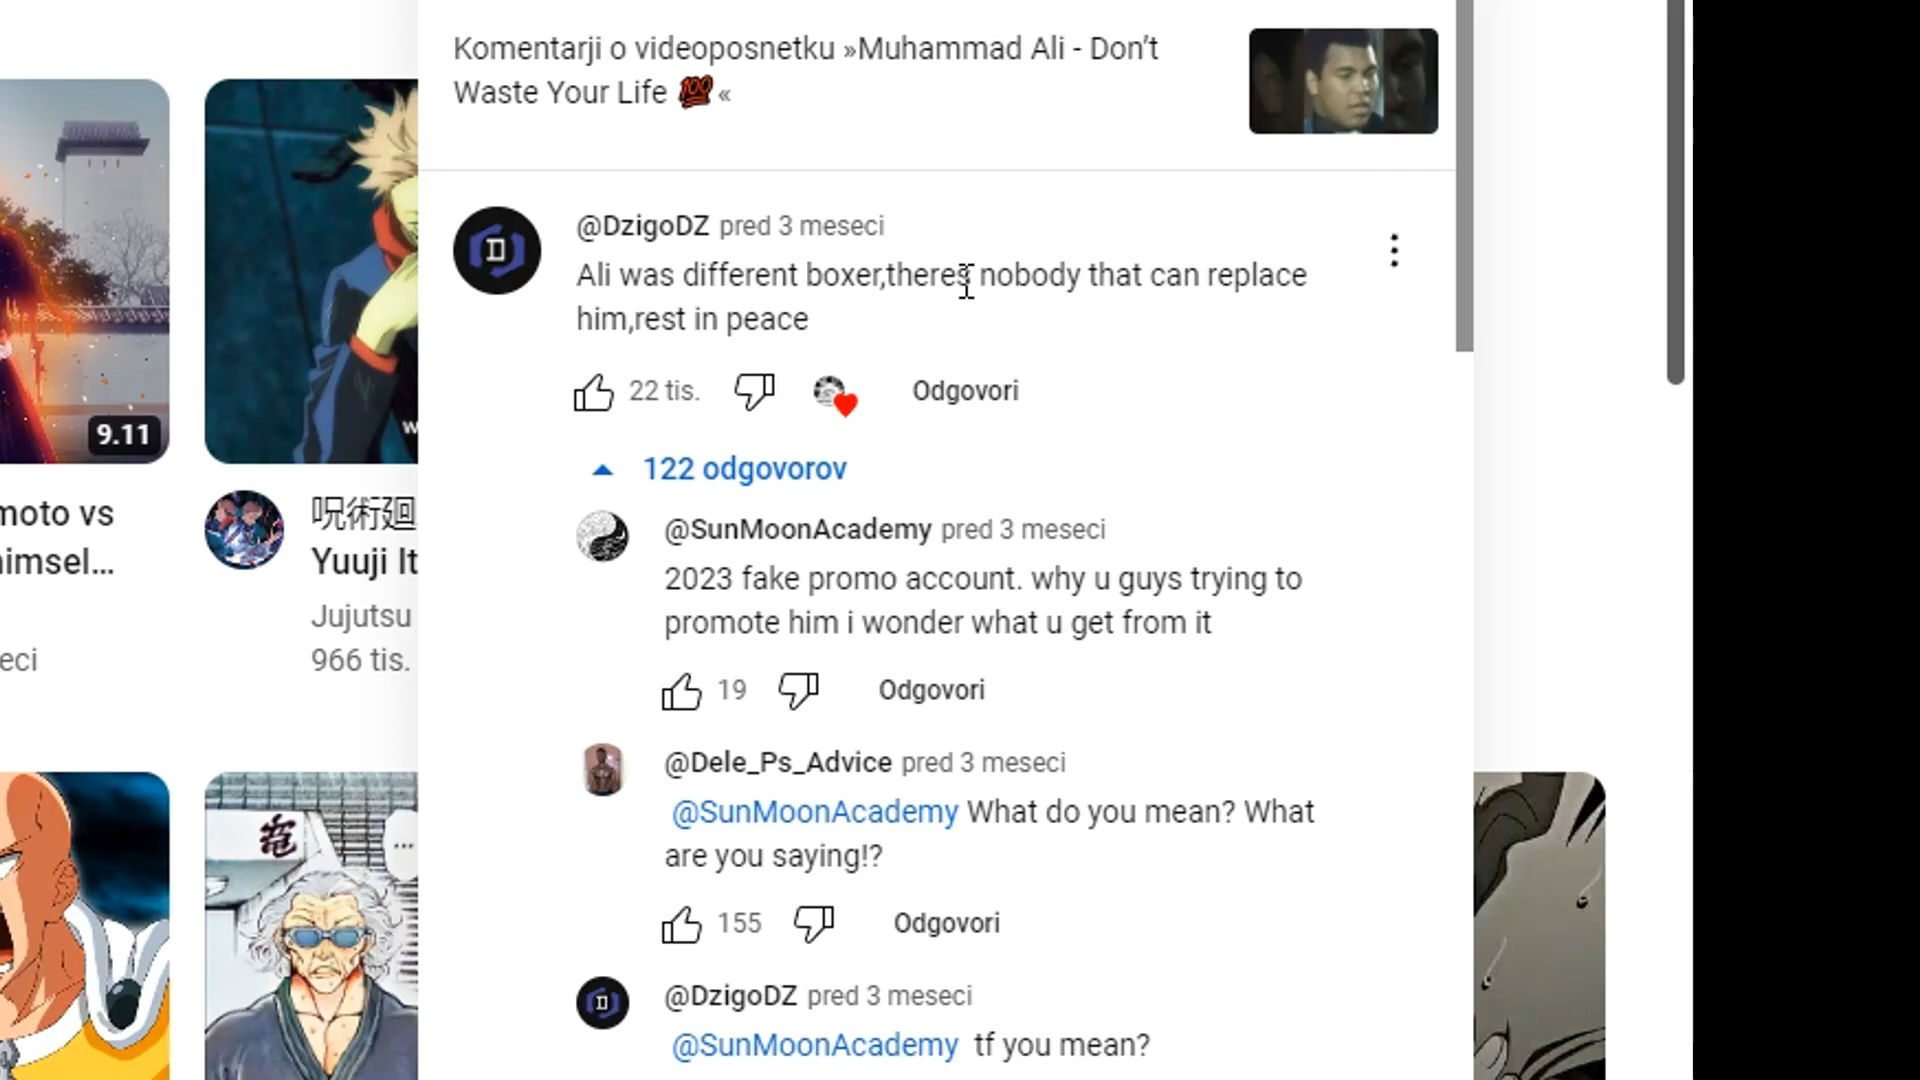 Komentarji o videoposnetku »Muhammad Ali - Don't
Waste Your Life 💯 «
@DzigoDZ pred 3 meseci
Ali was different boxer,theres nobody that can replace
him,rest in peace
22 tis.
Odgovori
122 odgovorov
@SunMoonAcademy pred 3 meseci
2023 fake promo account. why u guys trying to
promote him i wonder what u get from it
19
Odgovori
@Dele_Ps_Advice pred 3 meseci
@SunMoonAcademy What do you mean? What
are you saying!?
155
Odgovori
@DzigoDZ pred 3 meseci
@SunMoonAcademy tf you mean?
9.11
moto vs
himsel...
eci
w
呪術廻
Yuuji It
Jujutsu
966 tis.
竜
...